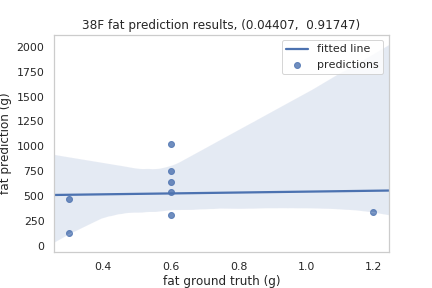 38F fat prediction results, (0.04407,  0.91747)
fitted line
predictions
fat prediction (g)
2000
1750
1500
1250
1000
750
500
250
0
0.4
0.6
0.8
1.0
1.2
fat ground truth (g)